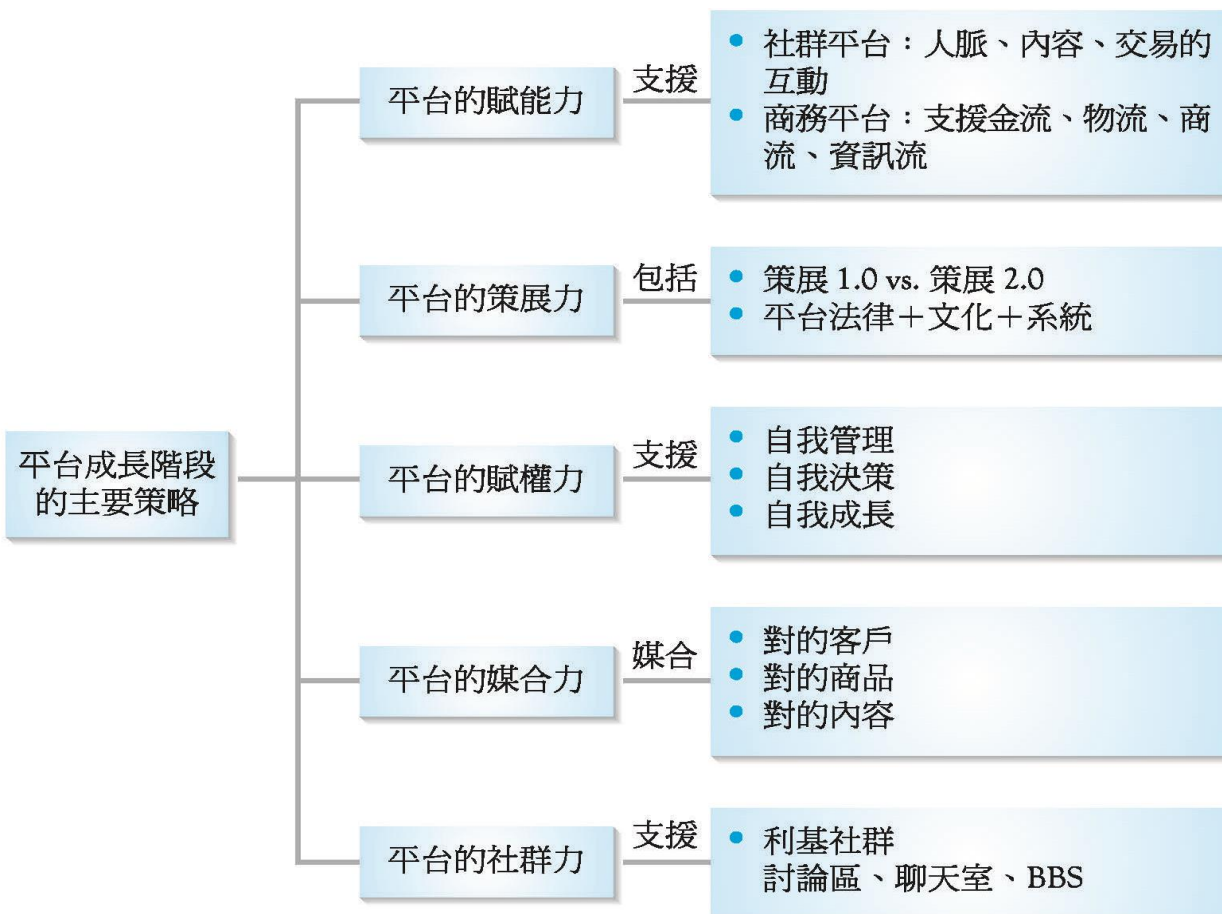 平台成長階段
的主要策略
平台的賦能力
支援
• 社群平台：人脈、內容、交易的
互動
• 商務平台：支援金流、物流、商
流、資訊流
平台的策展力
包括
• 策展 1.0 vs. 策展 2.0
• 平台法律＋文化＋系統
平台的賦權力
支援
• 自我管理
• 自我決策
• 自我成長
平台的媒合力
媒合
• 對的客戶
• 對的商品
• 對的內容
平台的社群力
支援
• 利基社群
討論區、聊天室、BBS